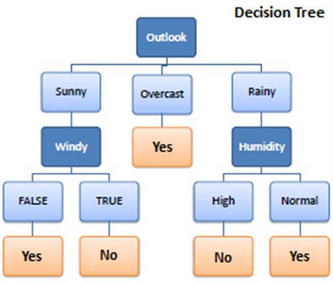 Decision Tree
Outlook
Sunny
Overcast
Rainy
Windy
Yes
Humidity
FALSE
TRUE
High
Normal
Yes
No
No
Yes